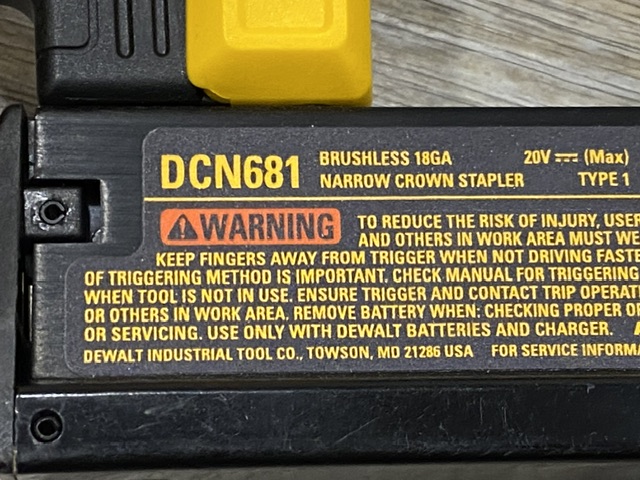 DCN681 BRUSHLESS 18GA 20V (Max)
NARROW CROWN STAPLER TYPE 1
WARNING TO REDUCE THE RISK OF INJURY, USER
AND OTHERS IN WORK AREA MUST WE
KEEP FINGERS AWAY FROM TRIGGER WHEN NOT DRIVING FASTE
OF TRIGGERING METHOD IS IMPORTANT. CHECK MANUAL FOR TRIGGERING
WHEN TOOL IS NOT IN USE. ENSURE TRIGGER AND CONTACT TRIP OPERAT
OR OTHERS IN WORK AREA. REMOVE BATTERY WHEN: CHECKING PROPER O
OR SERVICING. USE ONLY WITH DEWALT BATTERIES AND CHARGER.
DEWALT INDUSTRIAL TOOL CO., TOWSON, MD 21286 USA FOR SERVICE INFORMA